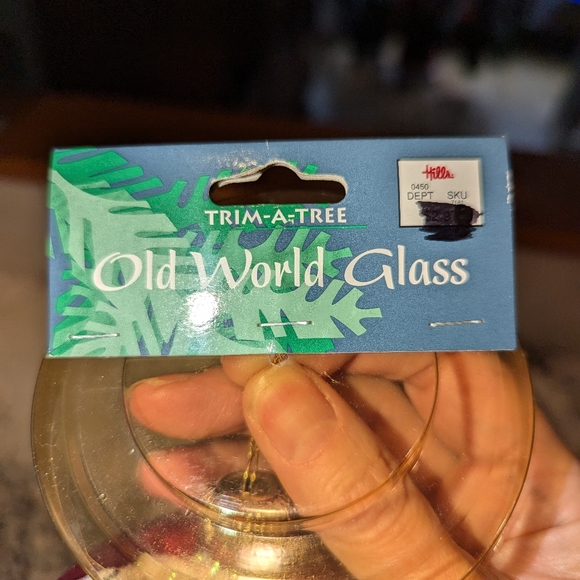 Hills
0450
DEPT SKU
TRIM-A-TREE
Old World Glass